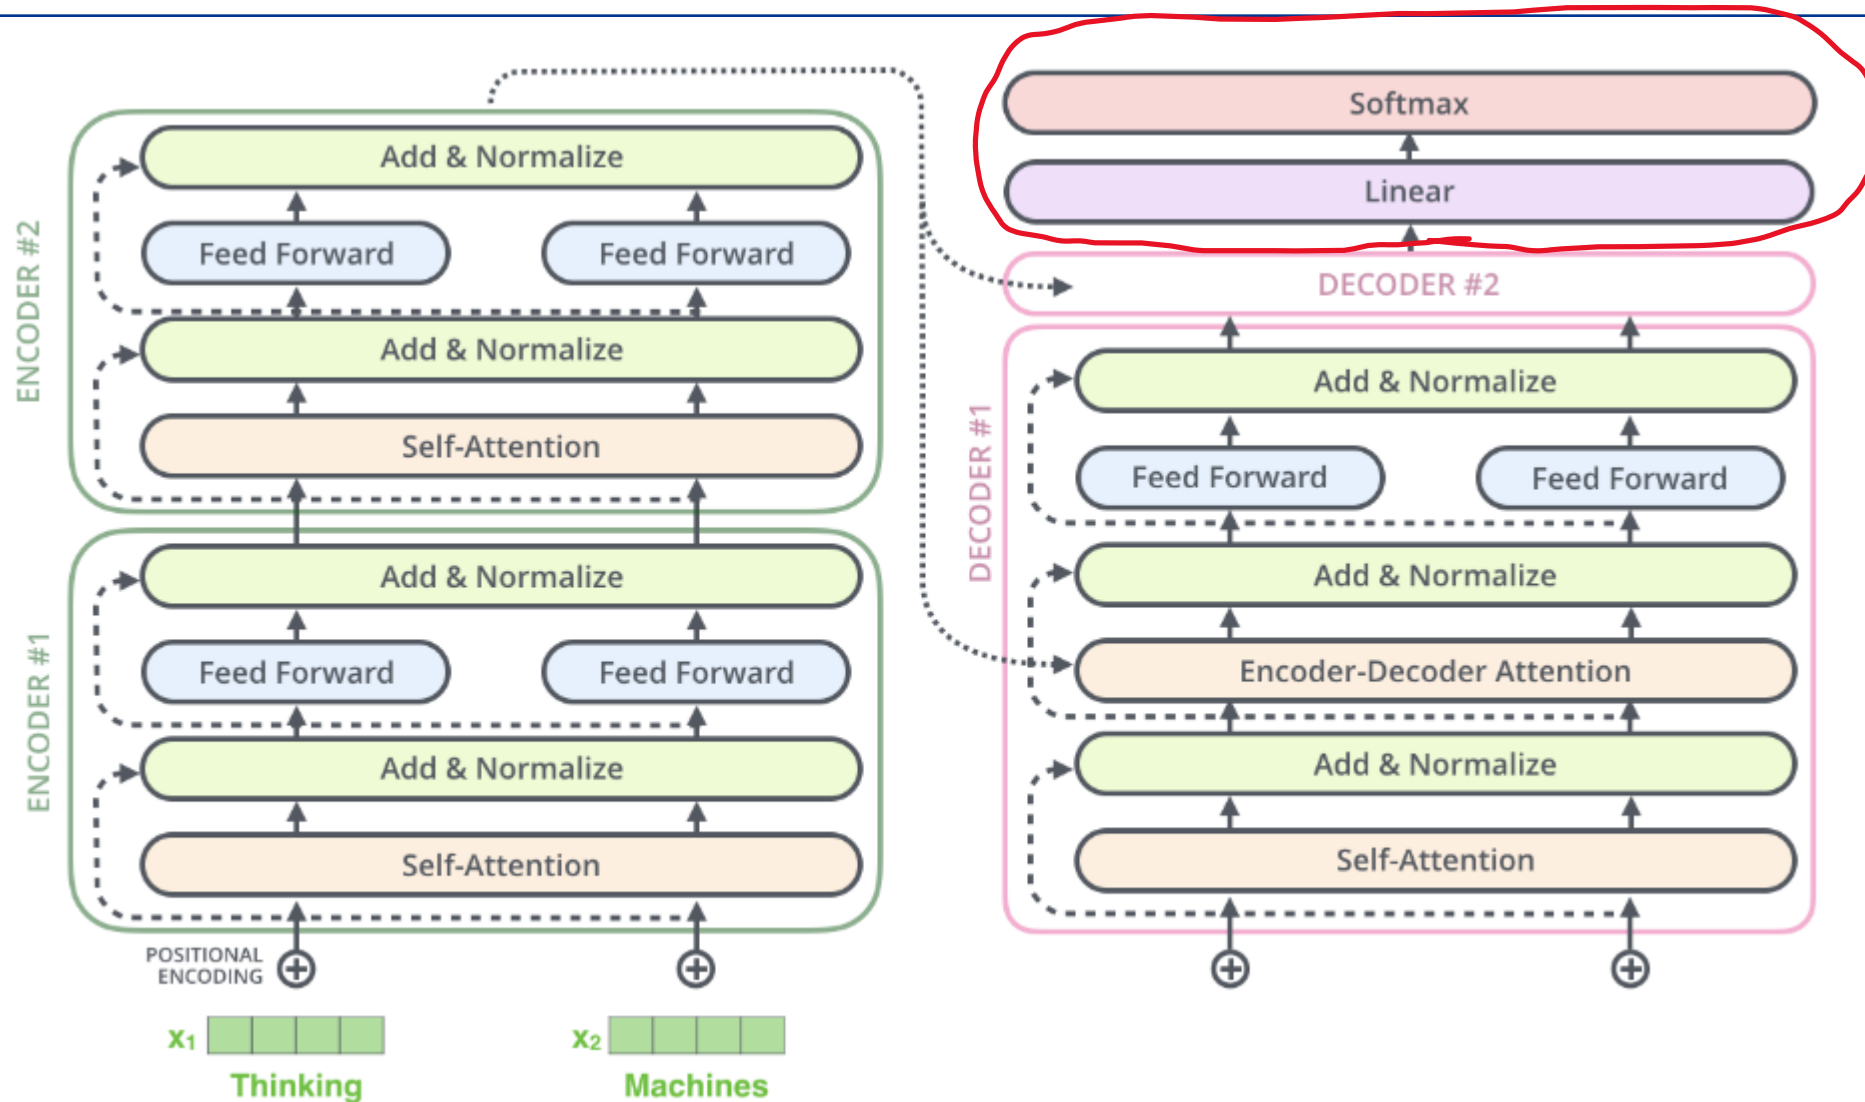 ENCODER #2
Add & Normalize
Feed Forward Feed Forward
Add & Normalize
Self-Attention
ENCODER #1
Add & Normalize
Feed Forward Feed Forward
Add & Normalize
Self-Attention
POSITIONAL
ENCODING
x₁ x₂
Thinking Machines
Softmax
Linear
DECODER #2
DECODER #1
Add & Normalize
Feed Forward Feed Forward
Add & Normalize
Encoder-Decoder Attention
Add & Normalize
Self-Attention